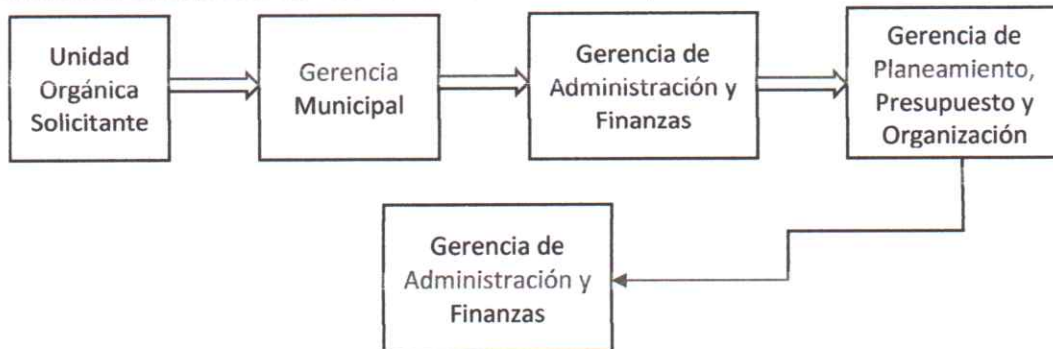 Unidad
Orgánica
Solicitante
Gerencia
Municipal
Gerencia de
Administración y
Finanzas
Gerencia de
Planeamiento,
Presupuesto y
Organización
Gerencia de
Administración y
Finanzas